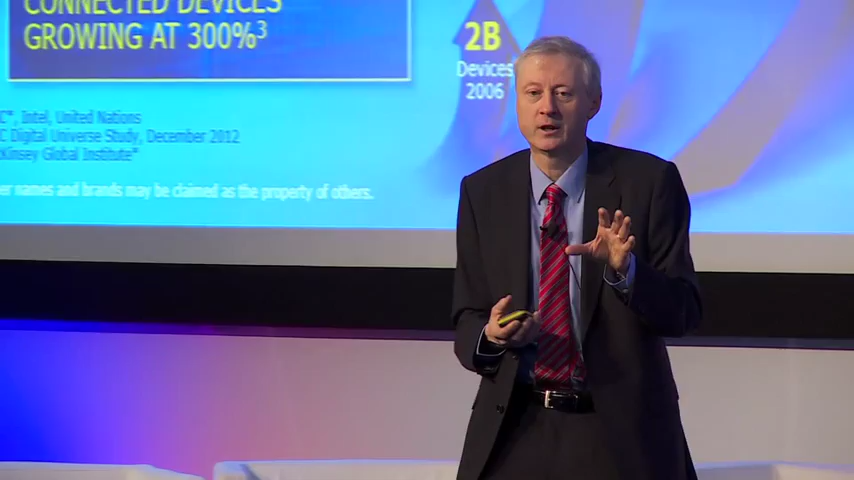 CONNECTED DEVICES
GROWING AT 300%³
2B
Devices
2006
Intel, United Nations
Digital Universe Study, December 2012
Global Institute*
names and brands may be claimed as the property of others.